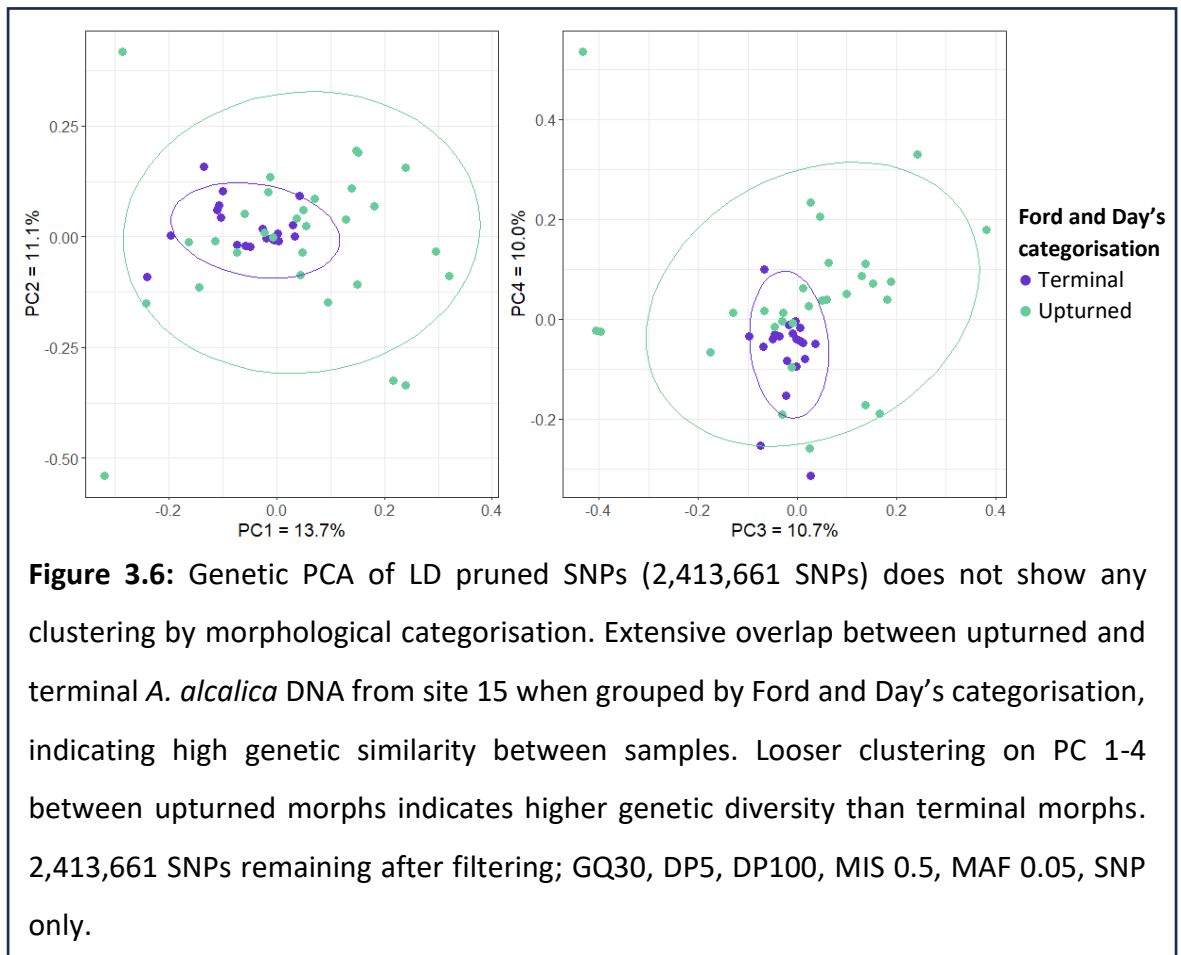 0.25
0.00
-0.25
-0.50
PC2 = 11.1%
-0.2
0.0
0.2
0.4
PC1 = 13.7%
0.4
0.2
0.0
-0.2
PC4 = 10.0%
-0.4
-0.2
0.0
0.2
0.4
PC3 = 10.7%
Ford and Day’s
categorisation
Terminal
Upturned
Figure 3.6: Genetic PCA of LD pruned SNPs (2,413,661 SNPs) does not show any
clustering by morphological categorisation. Extensive overlap between upturned and
terminal A. alcalica DNA from site 15 when grouped by Ford and Day’s categorisation,
indicating high genetic similarity between samples. Looser clustering on PC 1-4
between upturned morphs indicates higher genetic diversity than terminal morphs.
2,413,661 SNPs remaining after filtering; GQ30, DP5, DP100, MIS 0.5, MAF 0.05, SNP
only.